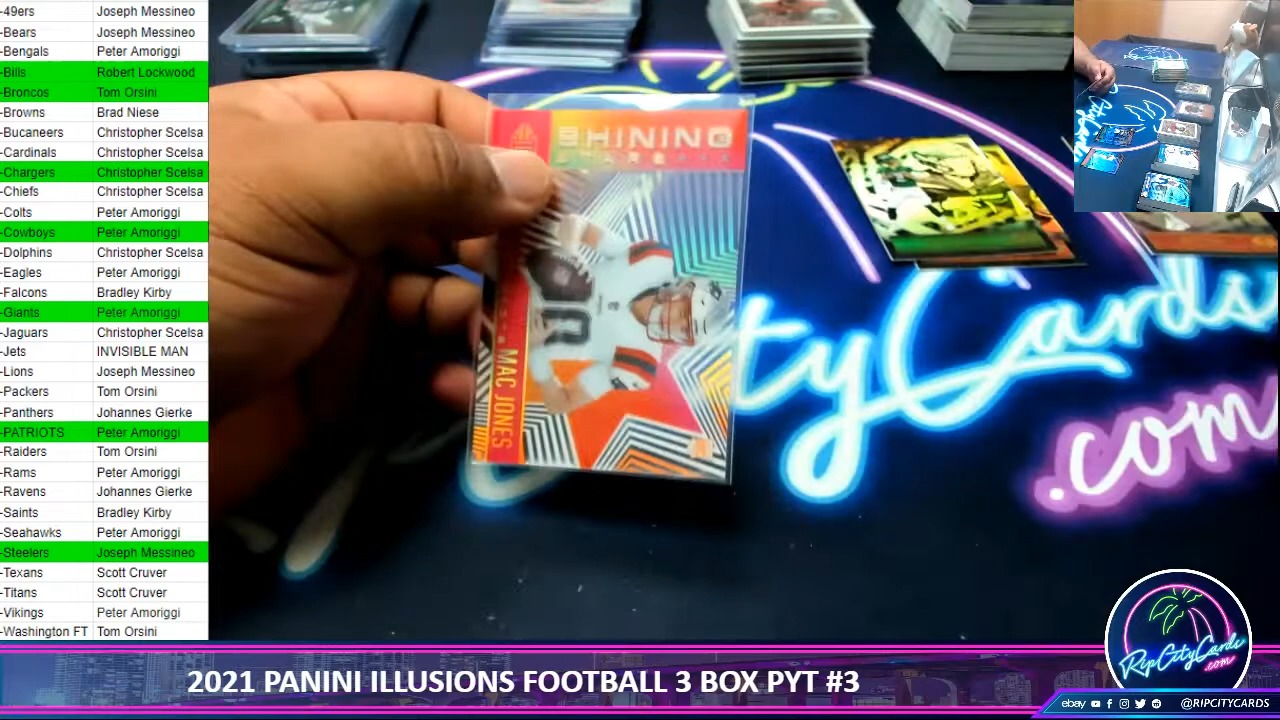 -49ers Joseph Messineo
-Bears Joseph Messineo
-Bengals Peter Amoriggi
-Bills Robert Lockwood
-Broncos Tom Orsini
-Browns Brad Niese
-Bucaneers Christopher Scelsa
-Cardinals Christopher Scelsa
-Chargers Christopher Scelsa
-Chiefs Christopher Scelsa
-Colts Peter Amoriggi
-Cowboys Peter Amoriggi
-Dolphins Christopher Scelsa
-Eagles Peter Amoriggi
-Falcons Bradley Kirby
-Giants Peter Amoriggi
-Jaguars Christopher Scelsa
-Jets INVISIBLE MAN
-Lions Joseph Messineo
-Packers Tom Orsini
-Panthers Johannes Gierke
-PATRIOTS Peter Amoriggi
-Raiders Tom Orsini
-Rams Peter Amoriggi
-Ravens Johannes Gierke
-Saints Bradley Kirby
-Seahawks Peter Amoriggi
-Steelers Joseph Messineo
-Texans Scott Cruver
-Titans Scott Cruver
-Vikings Peter Amoriggi
-Washington FT Tom Orsini
SHINING
STARS
MAC JONES
ityCards
.com
RipCityCards
.com
2021 PANINI ILLUSIONS FOOTBALL 3 BOX PYT #3
ebay @RIPCITYCARDS